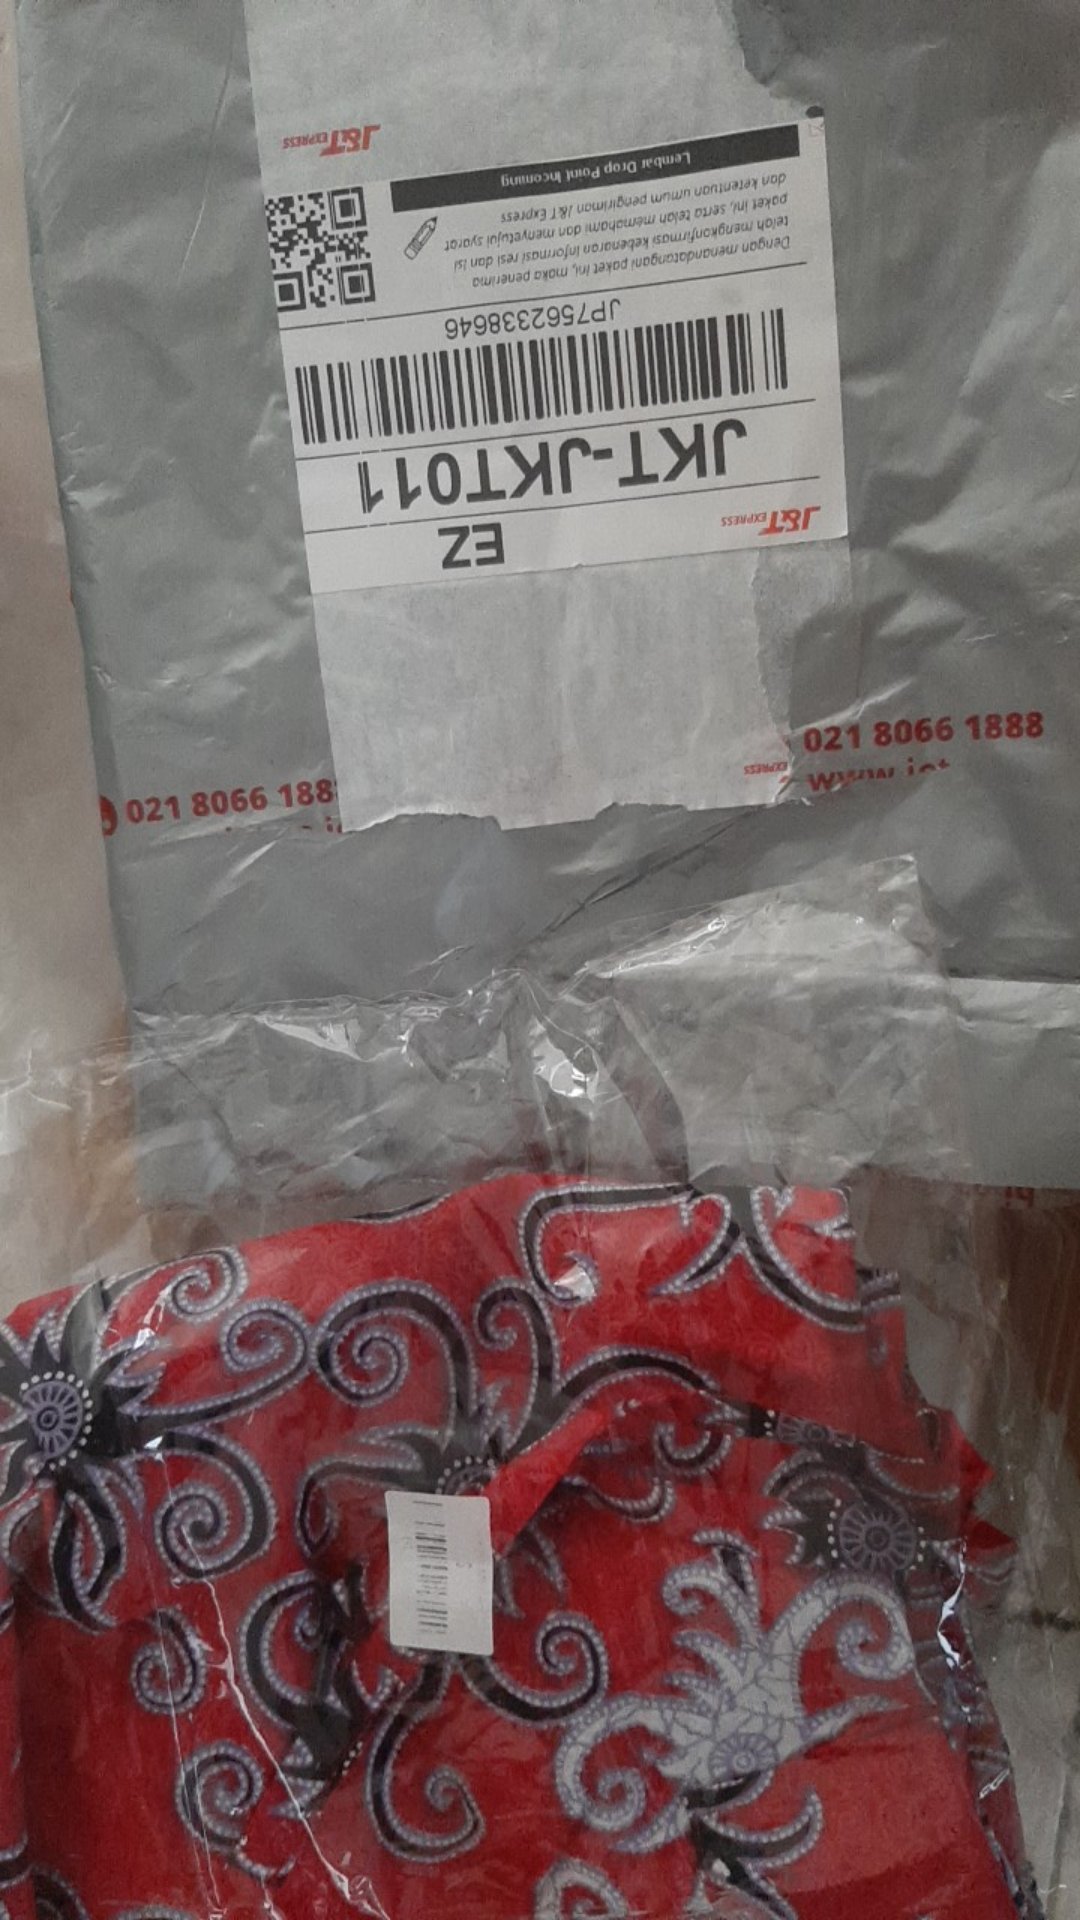 J&T EXPRESS
EZ
JKT-JKT011
JP7562338646
Dengan menandatangani paket ini, maka penerima
telah mengkonfirmasi kebenaran informasi resi dan isi
paket ini, serta telah memahami dan menyetujui syarat
dan ketentuan umum pengiriman J&T Express
Lembar Drop Point Incoming
J&T EXPRESS
EXPRESS
021 8066 1888
021 8066 188